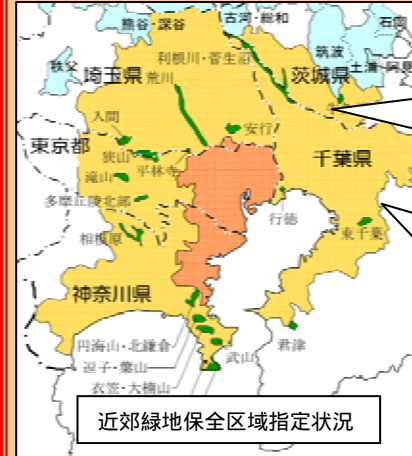 熊谷・深谷
古河・総和
石岡
筑波
土浦
阿見
秩父
利根川・菅生沼
茨城県
埼玉県
荒川
入間
安行
東京都
狭山
平林寺
千葉県
滝山
多摩丘陵北部
行徳
相模原
東千葉
神奈川県
円海山・北鎌倉
逗子・葉山
武山
君津
衣笠・大楠山
近郊緑地保全区域指定状況